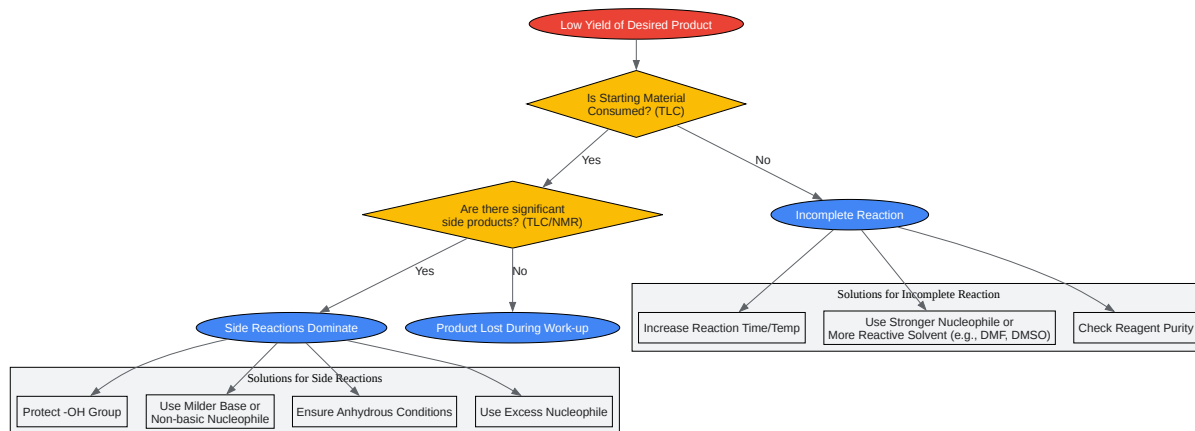 Low Yield of Desired Product
Is Starting Material
Consumed? (TLC)
Yes
No
Are there significant
side products? (TLC/NMR)
Incomplete Reaction
Yes
No
Solutions for Incomplete Reaction
Side Reactions Dominate
Product Lost During Work-up
Increase Reaction Time/Temp
Use Stronger Nucleophile or
More Reactive Solvent (e.g., DMF, DMSO)
Check Reagent Purity
Solutions for Side Reactions
Protect -OH Group
Use Milder Base or
Non-basic Nucleophile
Ensure Anhydrous Conditions
Use Excess Nucleophile